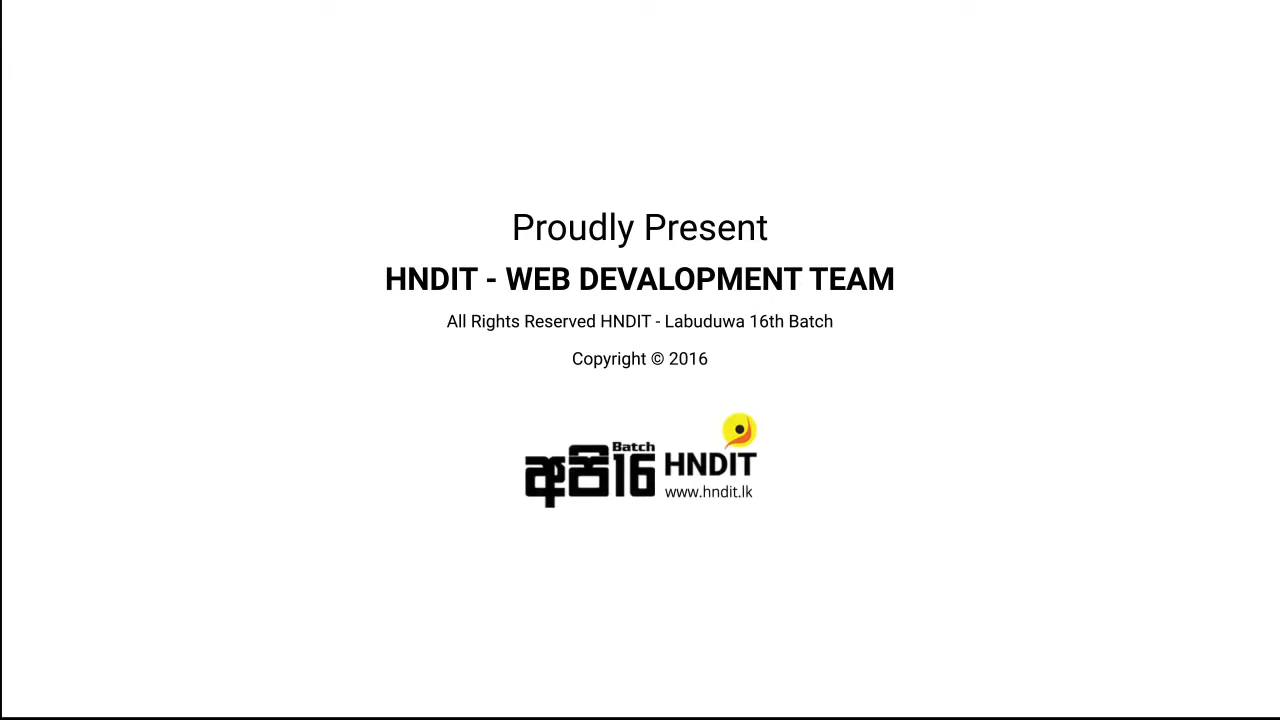 Proudly Present
HNDIT - WEB DEVALOPMENT TEAM
All Rights Reserved HNDIT - Labuduwa 16th Batch
Copyright © 2016
Batch
අපි16
HNDIT
www.hndit.lk